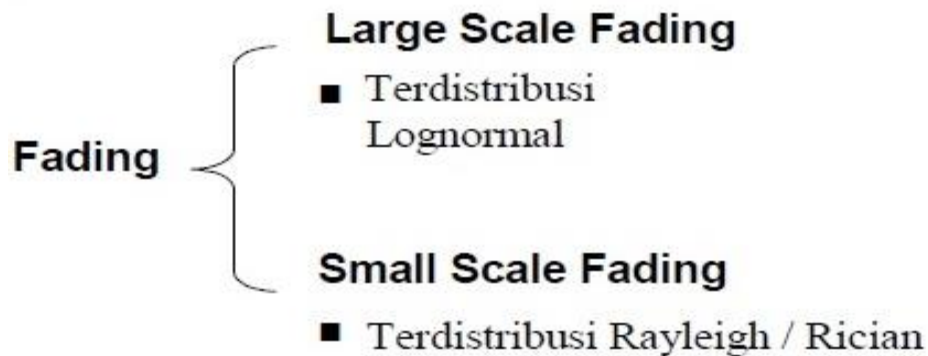 Large Scale Fading
■ Terdistribusi
Lognormal
Fading
Small Scale Fading
■ Terdistribusi Rayleigh / Rician